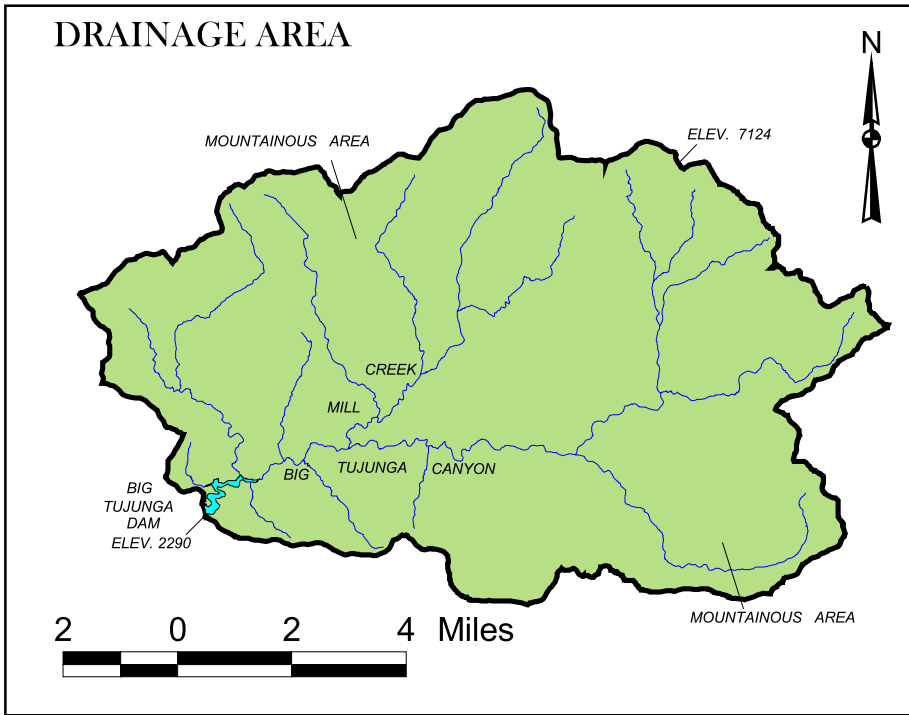 DRAINAGE AREA
N
MOUNTAINOUS AREA
ELEV. 7124
CREEK
MILL
BIG TUJUNGA CANYON
BIG
TUJUNGA
DAM
ELEV. 2290
MOUNTAINOUS AREA
2 0 2 4 Miles